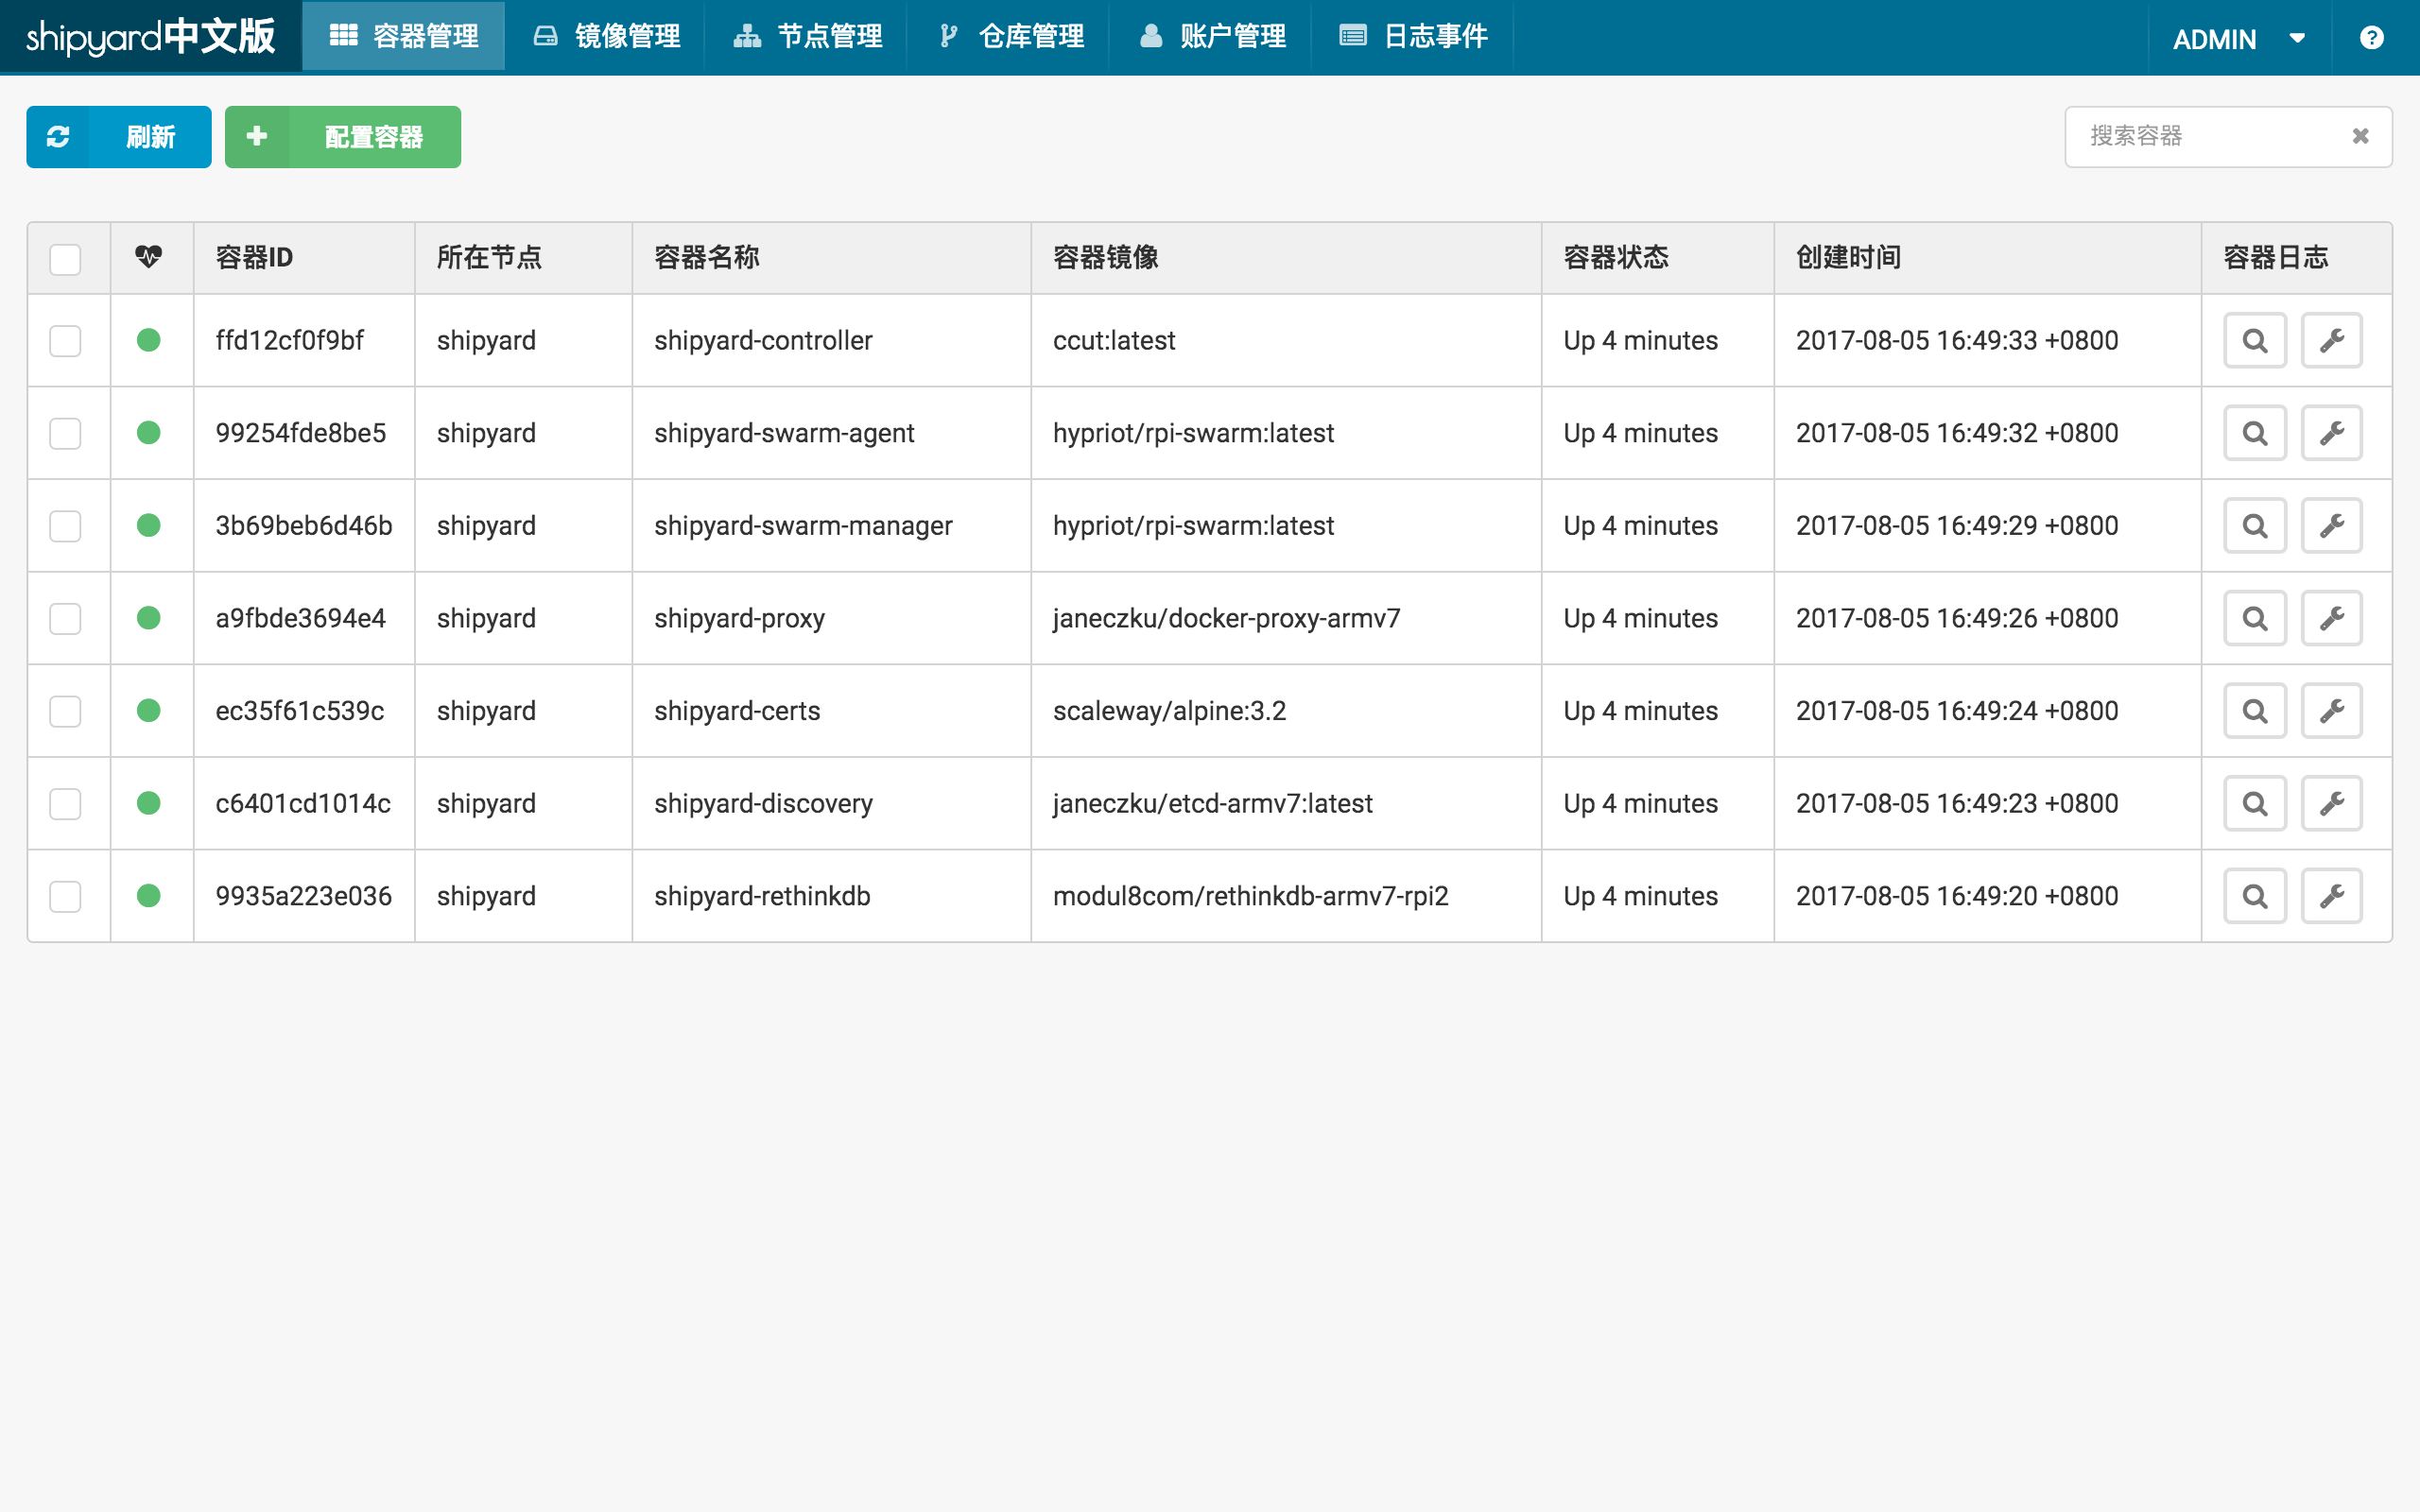 shipyard中文版 容器管理 镜像管理 节点管理 仓库管理 账户管理 日志事件 ADMIN
刷新 配置容器 搜索容器
容器ID 所在节点 容器名称 容器镜像 容器状态 创建时间 容器日志
ffd12cf0f9bf shipyard shipyard-controller ccut:latest Up 4 minutes 2017-08-05 16:49:33 +0800
99254fde8be5 shipyard shipyard-swarm-agent hypriot/rpi-swarm:latest Up 4 minutes 2017-08-05 16:49:32 +0800
3b69beb6d46b shipyard shipyard-swarm-manager hypriot/rpi-swarm:latest Up 4 minutes 2017-08-05 16:49:29 +0800
a9fbde3694e4 shipyard shipyard-proxy janeczku/docker-proxy-armv7 Up 4 minutes 2017-08-05 16:49:26 +0800
ec35f61c539c shipyard shipyard-certs scaleway/alpine:3.2 Up 4 minutes 2017-08-05 16:49:24 +0800
c6401cd1014c shipyard shipyard-discovery janeczku/etcd-armv7:latest Up 4 minutes 2017-08-05 16:49:23 +0800
9935a223e036 shipyard shipyard-rethinkdb modul8com/rethinkdb-armv7-rpi2 Up 4 minutes 2017-08-05 16:49:20 +0800